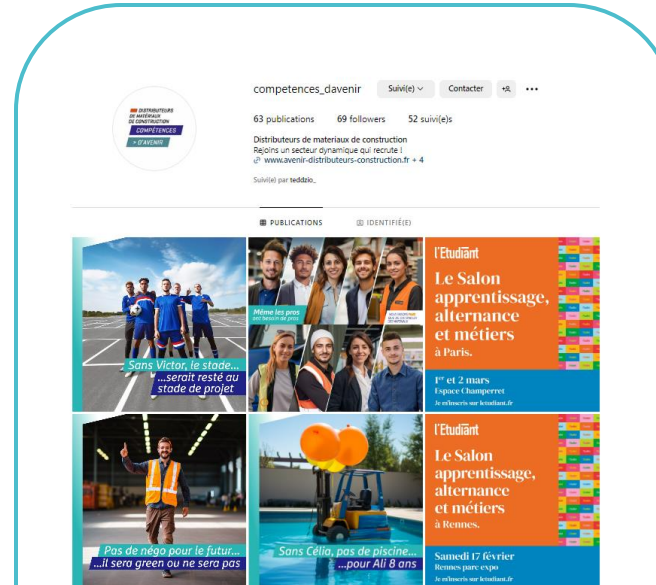 competences_davenir
Suivi(e)
Contacter
63 publications
69 followers
52 suivi(e)s
DISTRIBUTEURS
DE MATÉRIAUX
DE CONSTRUCTION
COMPÉTENCES
+ D'AVENIR
Distributeurs de materiaux de construction
Rejoins un secteur dynamique qui recrute !
www.avenir-distributeurs-construction.fr + 4
Suivi(e) par teddzio_
PUBLICATIONS
IDENTIFIÉ(E)
Sans Victor, le stade...
...serait resté au
stade de projet
Même les pros
ont besoin de pros
l'Etudiant
Le Salon
apprentissage,
alternance
et métiers
à Paris.
1er et 2 mars
Espace Champerret
Je m'inscris sur letudiant.fr
Pas de négo pour le futur...
...il sera green ou ne sera pas
Sans Célia, pas de piscine...
...pour Ali 8 ans
l'Etudiant
Le Salon
apprentissage,
alternance
et métiers
à Rennes.
Samedi 17 février
Rennes parc expo
Je m'inscris sur letudiant.fr